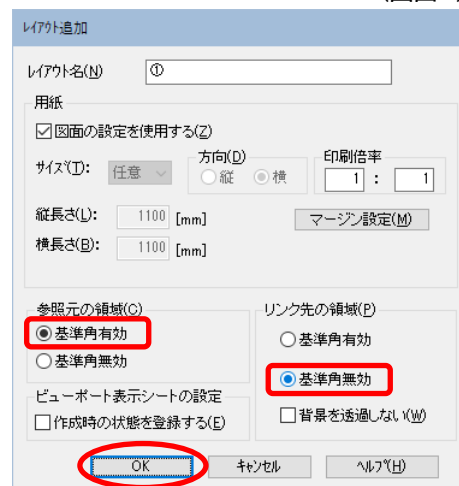 レイアウト追加
レイアウト名(N) ①
用紙
図面の設定を使用する(Z)
サイズ(T): 任意 方向(D) 縦 横 印刷倍率 1 : 1
縦長さ(L): 1100 [mm] マージン設定(M)
横長さ(B): 1100 [mm]
参照元の領域(C) リンク先の領域(P)
基準角有効 基準角有効
基準角無効 基準角無効
ビューポート表示シートの設定
作成時の状態を登録する(E) 背景を透過しない(W)
OK キャンセル ヘルプ(H)